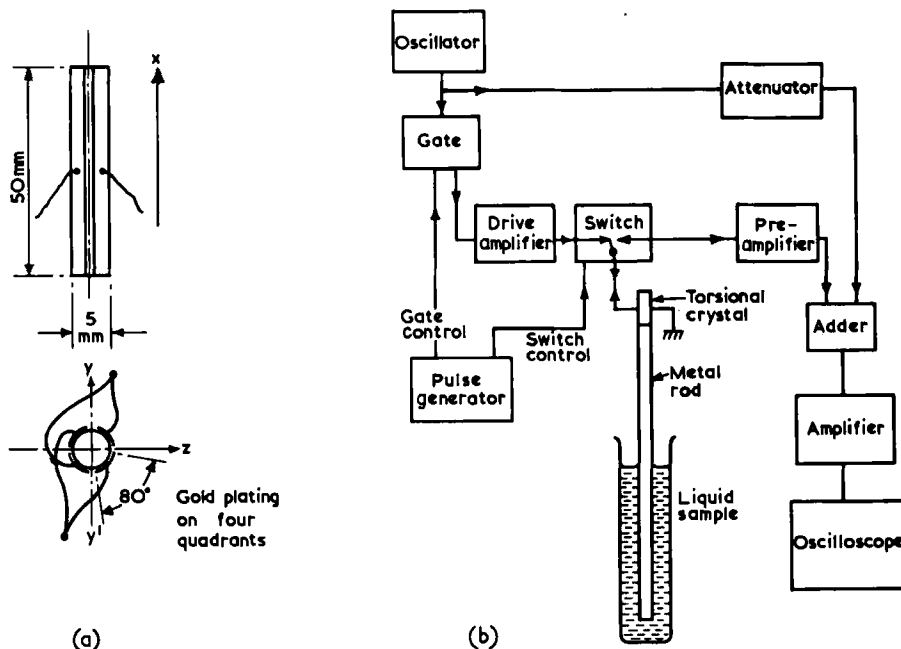 x
50mm
5
mm
y
z
80°
y'
Gold plating
on four
quadrants
(a)
Oscillator
Attenuator
Gate
Drive
amplifier
Switch
Pre-
amplifier
Gate
Control
Switch
control
Torsional
crystal
Adder
Pulse
generator
Metal
rod
Amplifier
Liquid
sample
Oscilloscope
(b)